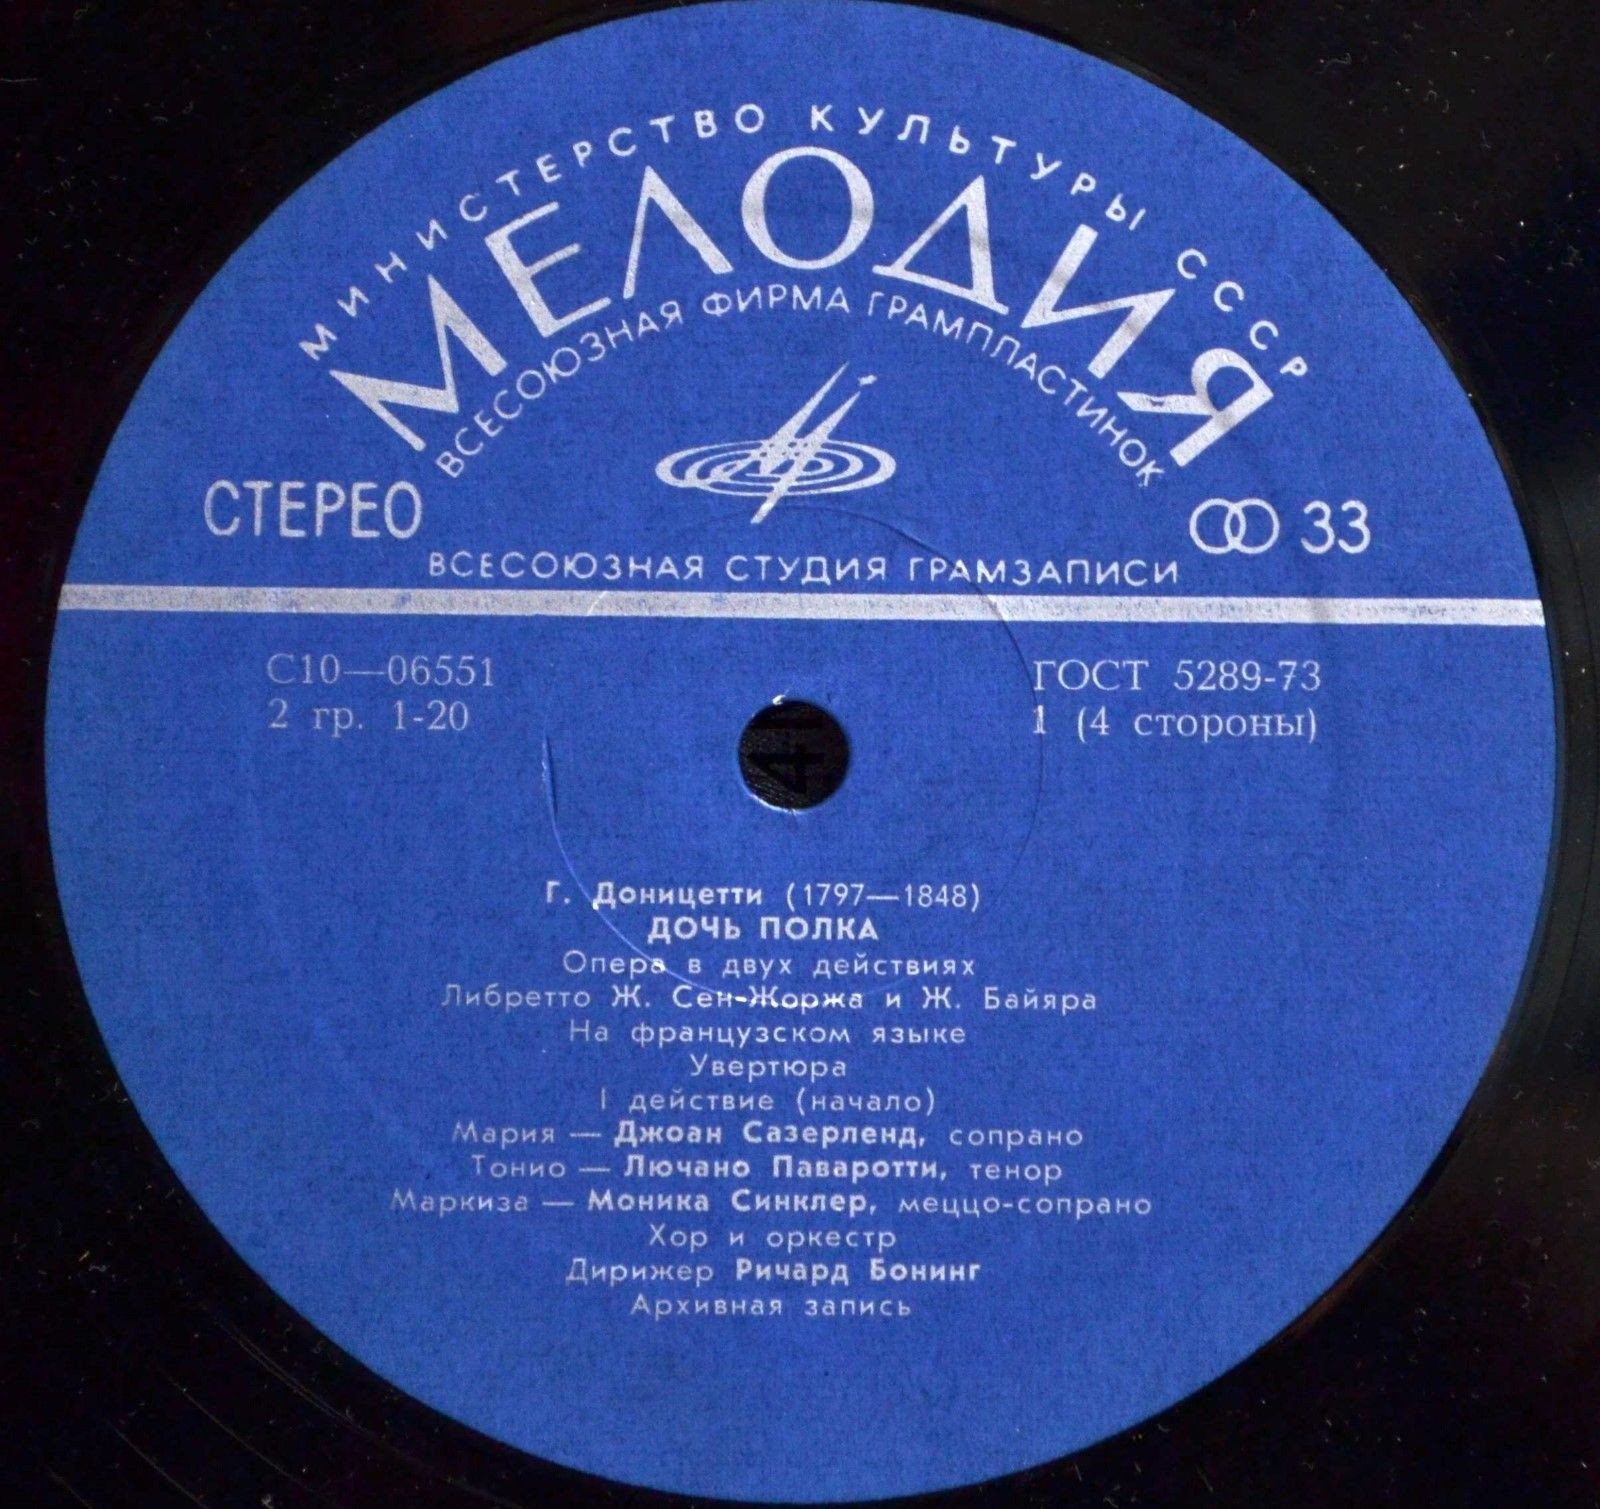 МИНИСТЕРСТВО КУЛЬТУРЫ СССР
МЕЛОДИЯ
ВСЕСОЮЗНАЯ ФИРМА ГРАМПЛАСТИНОК
СТЕРЕО
33
ВСЕСОЮЗНАЯ СТУДИЯ ГРАМЗАПИСИ
С10—06551
ГОСТ 5289-73
2 гр. 1-20
1 (4 стороны)
Г. Доницетти (1797—1848)
ДОЧЬ ПОЛКА
Опера в двух действиях
Либретто Ж. Сен-Жоржа и Ж. Байяра
На французском языке
Увертюра
I действие (начало)
Мария — Джоан Сазерленд, сопрано
Тонио — Лючано Паваротти, тенор
Маркиза — Моника Синклер, меццо-сопрано
Хор и оркестр
Дирижер Ричард Бонинг
Архивная запись